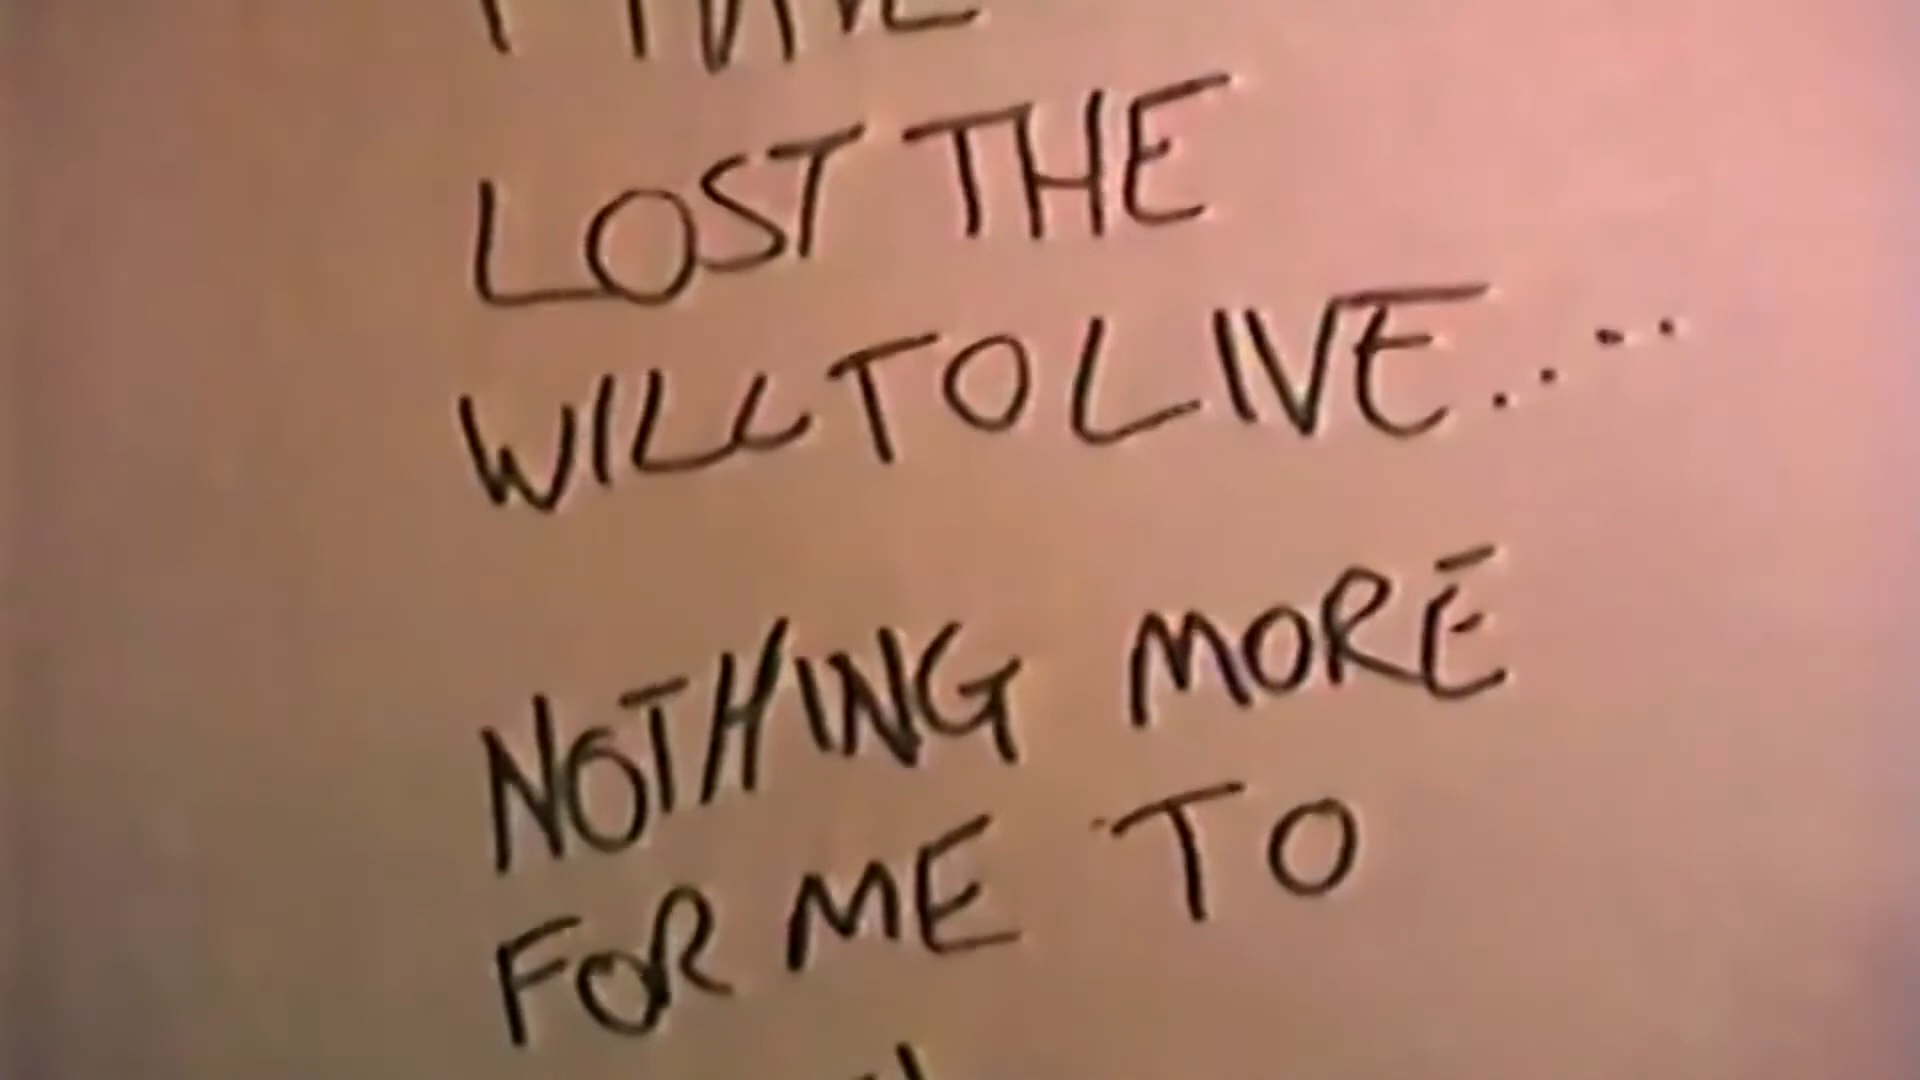 LOST THE
WILL TO LIVE....
NOTHING MORE
FOR ME TO